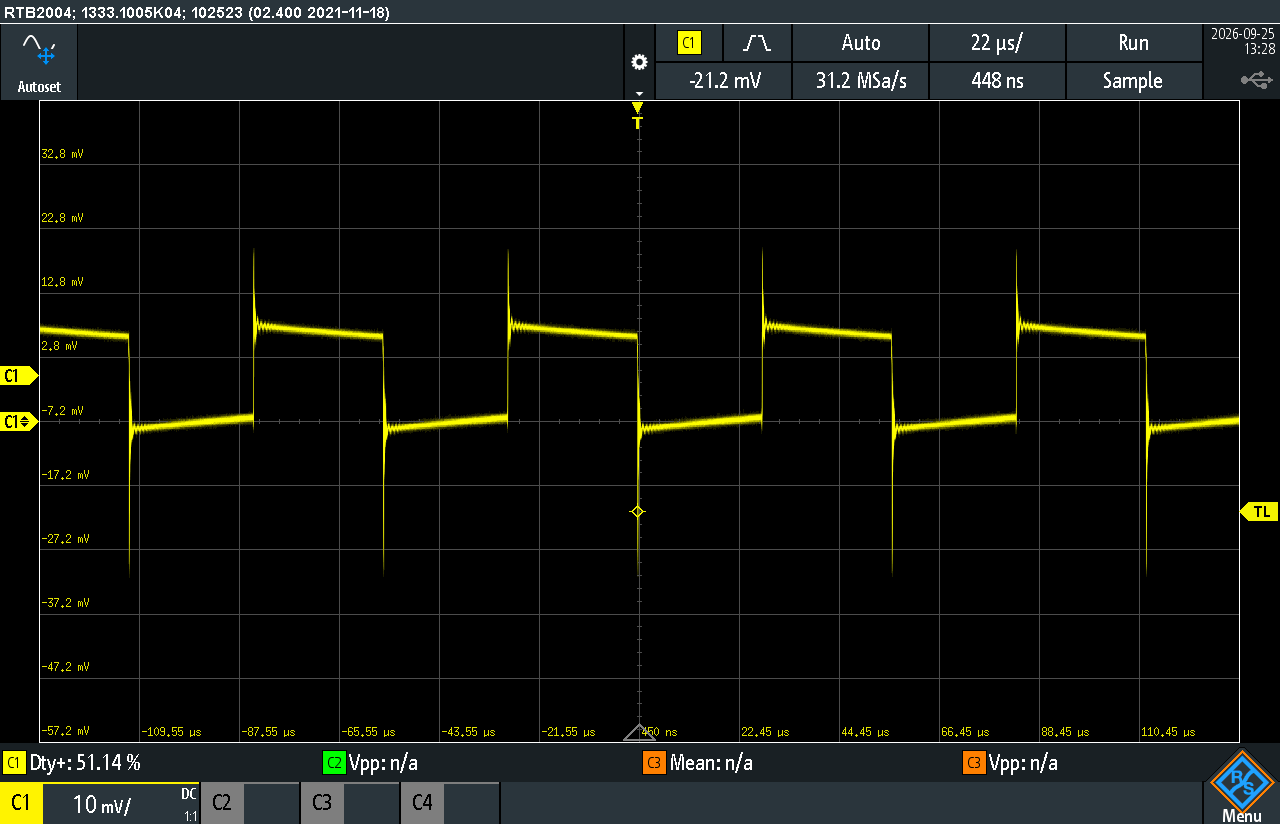 RTB2004; 1333.1005K04; 102523 (02.400 2021-11-18)
Autoset
C1
Auto
22 µs/
Run
2026-09-25
13:28
-21.2 mV
31.2 MSa/s
448 ns
Sample
T
32.8 mV
22.8 mV
12.8 mV
2.8 mV
C1
-7.2 mV
C1
-17.2 mV
TL
-27.2 mV
-37.2 mV
-47.2 mV
-57.2 mV
-109.55 µs
-87.55 µs
-65.55 µs
-43.55 µs
-21.55 µs
450 ns
22.45 µs
44.45 µs
66.45 µs
88.45 µs
110.45 µs
C1 Dty+: 51.14 %
C2 Vpp: n/a
C3 Mean: n/a
C3 Vpp: n/a
C1
10 mV/
DC
1:1
C2
C3
C4
R S
Menu